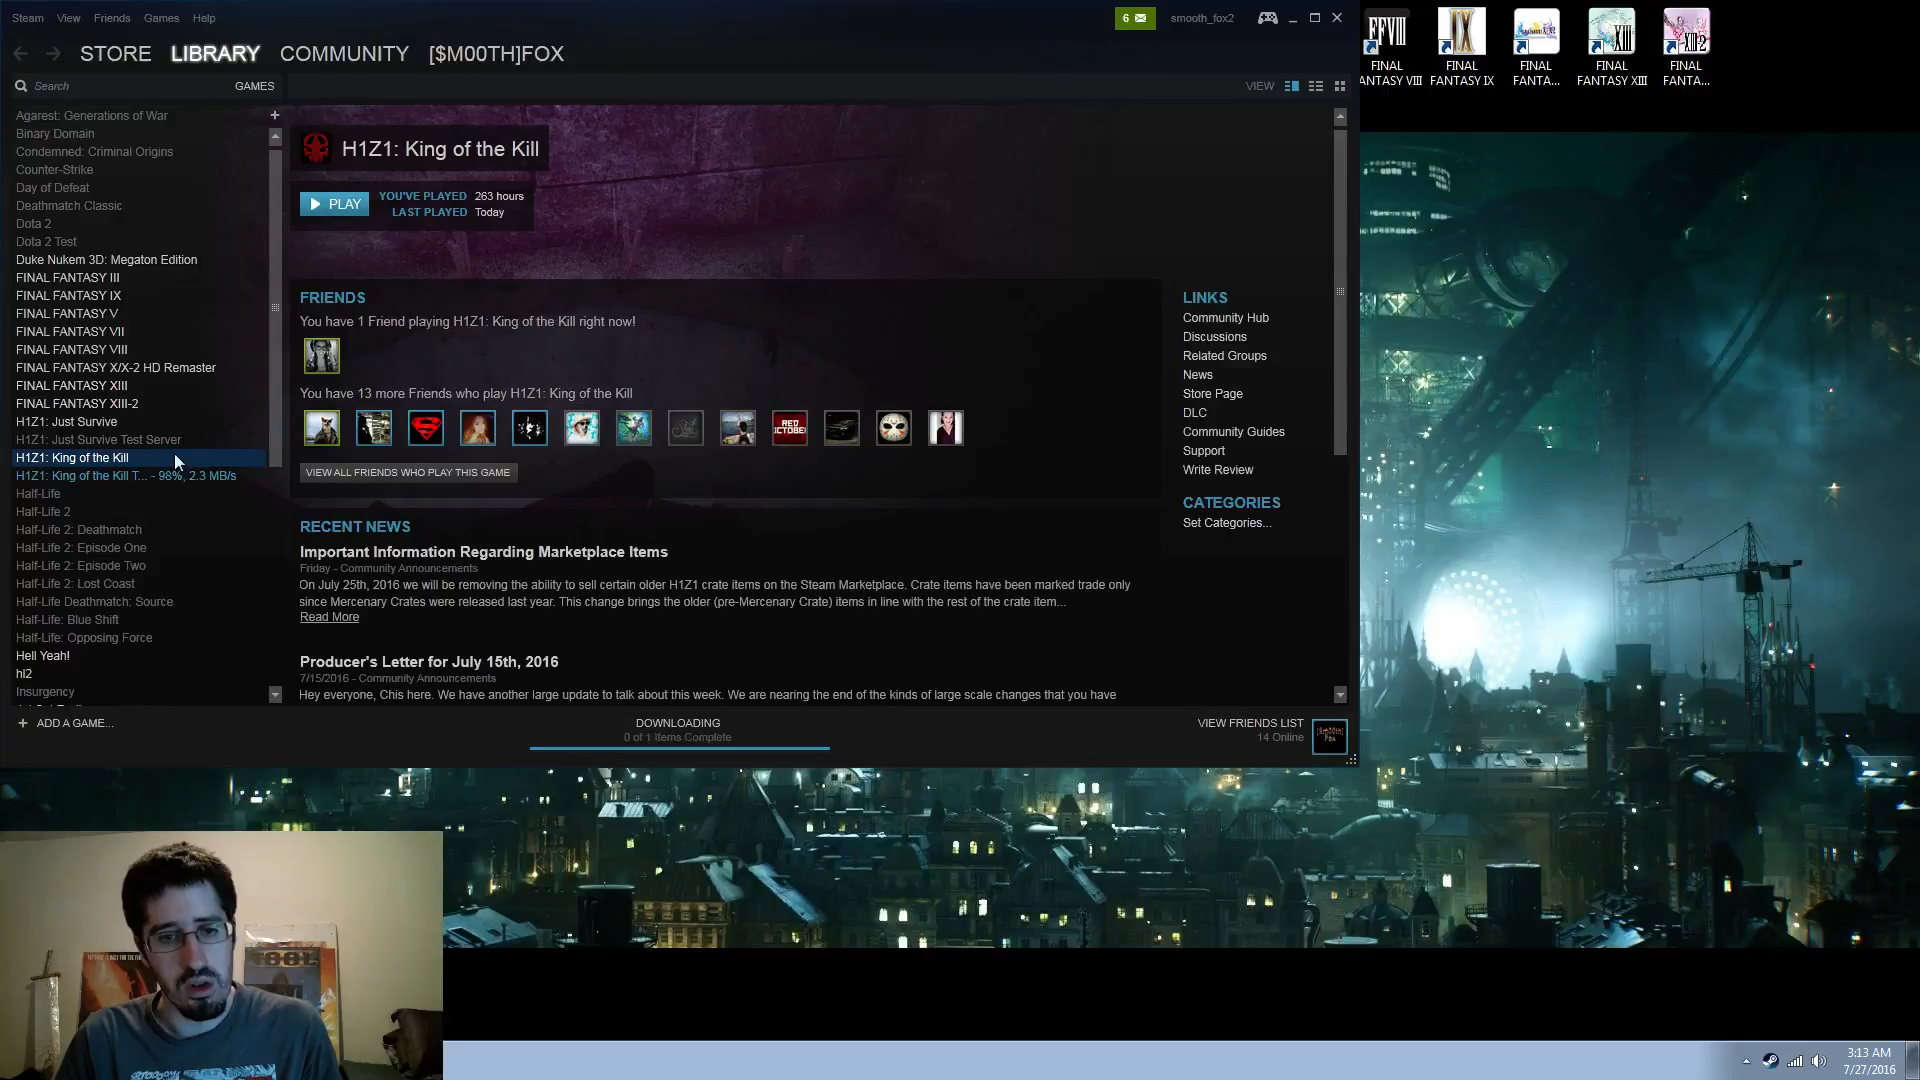 Steam View Friends Games Help
6
smooth_fox2
STORE LIBRARY COMMUNITY [$M00TH]FOX
Search
GAMES
VIEW
Agarest: Generations of War
Binary Domain
Condemned: Criminal Origins
Counter-Strike
Day of Defeat
Deathmatch Classic
Dota 2
Dota 2 Test
Duke Nukem 3D: Megaton Edition
FINAL FANTASY III
FINAL FANTASY IX
FINAL FANTASY V
FINAL FANTASY VII
FINAL FANTASY VIII
FINAL FANTASY X/X-2 HD Remaster
FINAL FANTASY XIII
FINAL FANTASY XIII-2
H1Z1: Just Survive
H1Z1: Just Survive Test Server
H1Z1: King of the Kill
H1Z1: King of the Kill T... - 98%, 2.3 MB/s
Half-Life
Half-Life 2
Half-Life 2: Deathmatch
Half-Life 2: Episode One
Half-Life 2: Episode Two
Half-Life 2: Lost Coast
Half-Life Deathmatch: Source
Half-Life: Blue Shift
Half-Life: Opposing Force
Hell Yeah!
hl2
Insurgency
+ ADD A GAME...
H1Z1: King of the Kill
PLAY
YOU'VE PLAYED 263 hours
LAST PLAYED Today
FRIENDS
You have 1 Friend playing H1Z1: King of the Kill right now!
You have 13 more Friends who play H1Z1: King of the Kill
RED
OCTOBER
VIEW ALL FRIENDS WHO PLAY THIS GAME
RECENT NEWS
Important Information Regarding Marketplace Items
Friday - Community Announcements
On July 25th, 2016 we will be removing the ability to sell certain older H1Z1 crate items on the Steam Marketplace. Crate items have been marked trade only
since Mercenary Crates were released last year. This change brings the older (pre-Mercenary Crate) items in line with the rest of the crate item...
Read More
Producer's Letter for July 15th, 2016
7/15/2016 - Community Announcements
Hey everyone, Chis here. We have another large update to talk about this week. We are nearing the end of the kinds of large scale changes that you have
LINKS
Community Hub
Discussions
Related Groups
News
Store Page
DLC
Community Guides
Support
Write Review
CATEGORIES
Set Categories...
DOWNLOADING
0 of 1 Items Complete
VIEW FRIENDS LIST
14 Online
FFVIII
IX
XIII
XIII-2
FINAL
ANTASY VIII
FINAL
FANTASY IX
FINAL
FANTA...
FINAL
FANTASY XIII
FINAL
FANTA...
TOOL
3:13 AM
7/27/2016